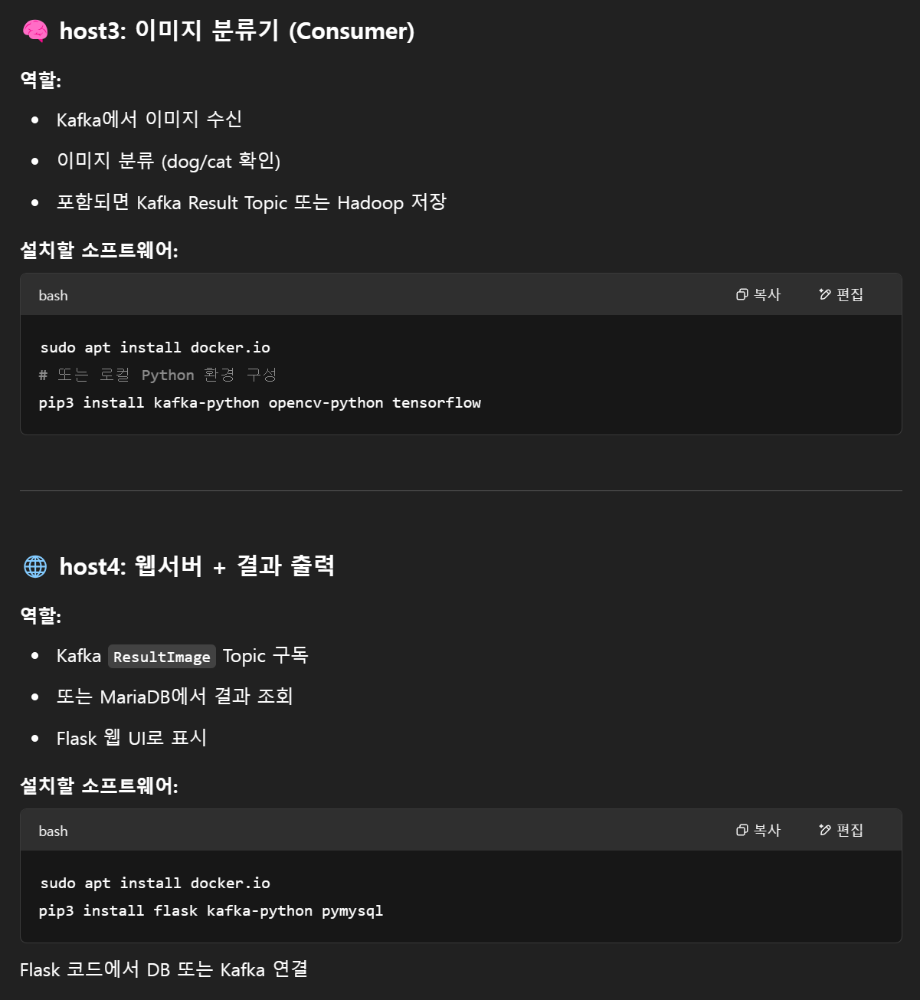 host3: 이미지 분류기 (Consumer)
역할:
Kafka에서 이미지 수신
이미지 분류 (dog/cat 확인)
포함되면 Kafka Result Topic 또는 Hadoop 저장
설치할 소프트웨어:
bash 복사 편집
sudo apt install docker.io
# 또는 로컬 Python 환경 구성
pip3 install kafka-python opencv-python tensorflow
host4: 웹서버 + 결과 출력
역할:
Kafka ResultImage Topic 구독
또는 MariaDB에서 결과 조회
Flask 웹 UI로 표시
설치할 소프트웨어:
bash 복사 편집
sudo apt install docker.io
pip3 install flask kafka-python pymysql
Flask 코드에서 DB 또는 Kafka 연결